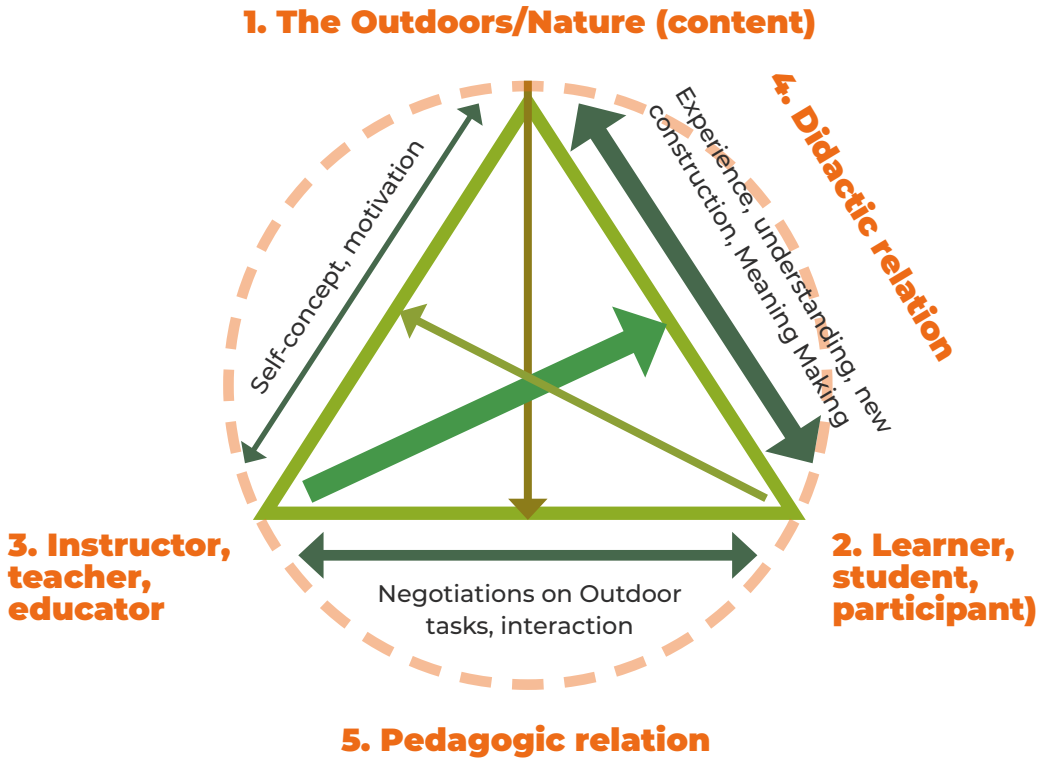 1. The Outdoors/Nature (content)
4. Didactic relation
Experience, understanding, new
construction, Meaning Making
Self-concept, motivation
3. Instructor,
teacher,
educator
2. Learner,
student,
participant)
Negotiations on Outdoor
tasks, interaction
5. Pedagogic relation